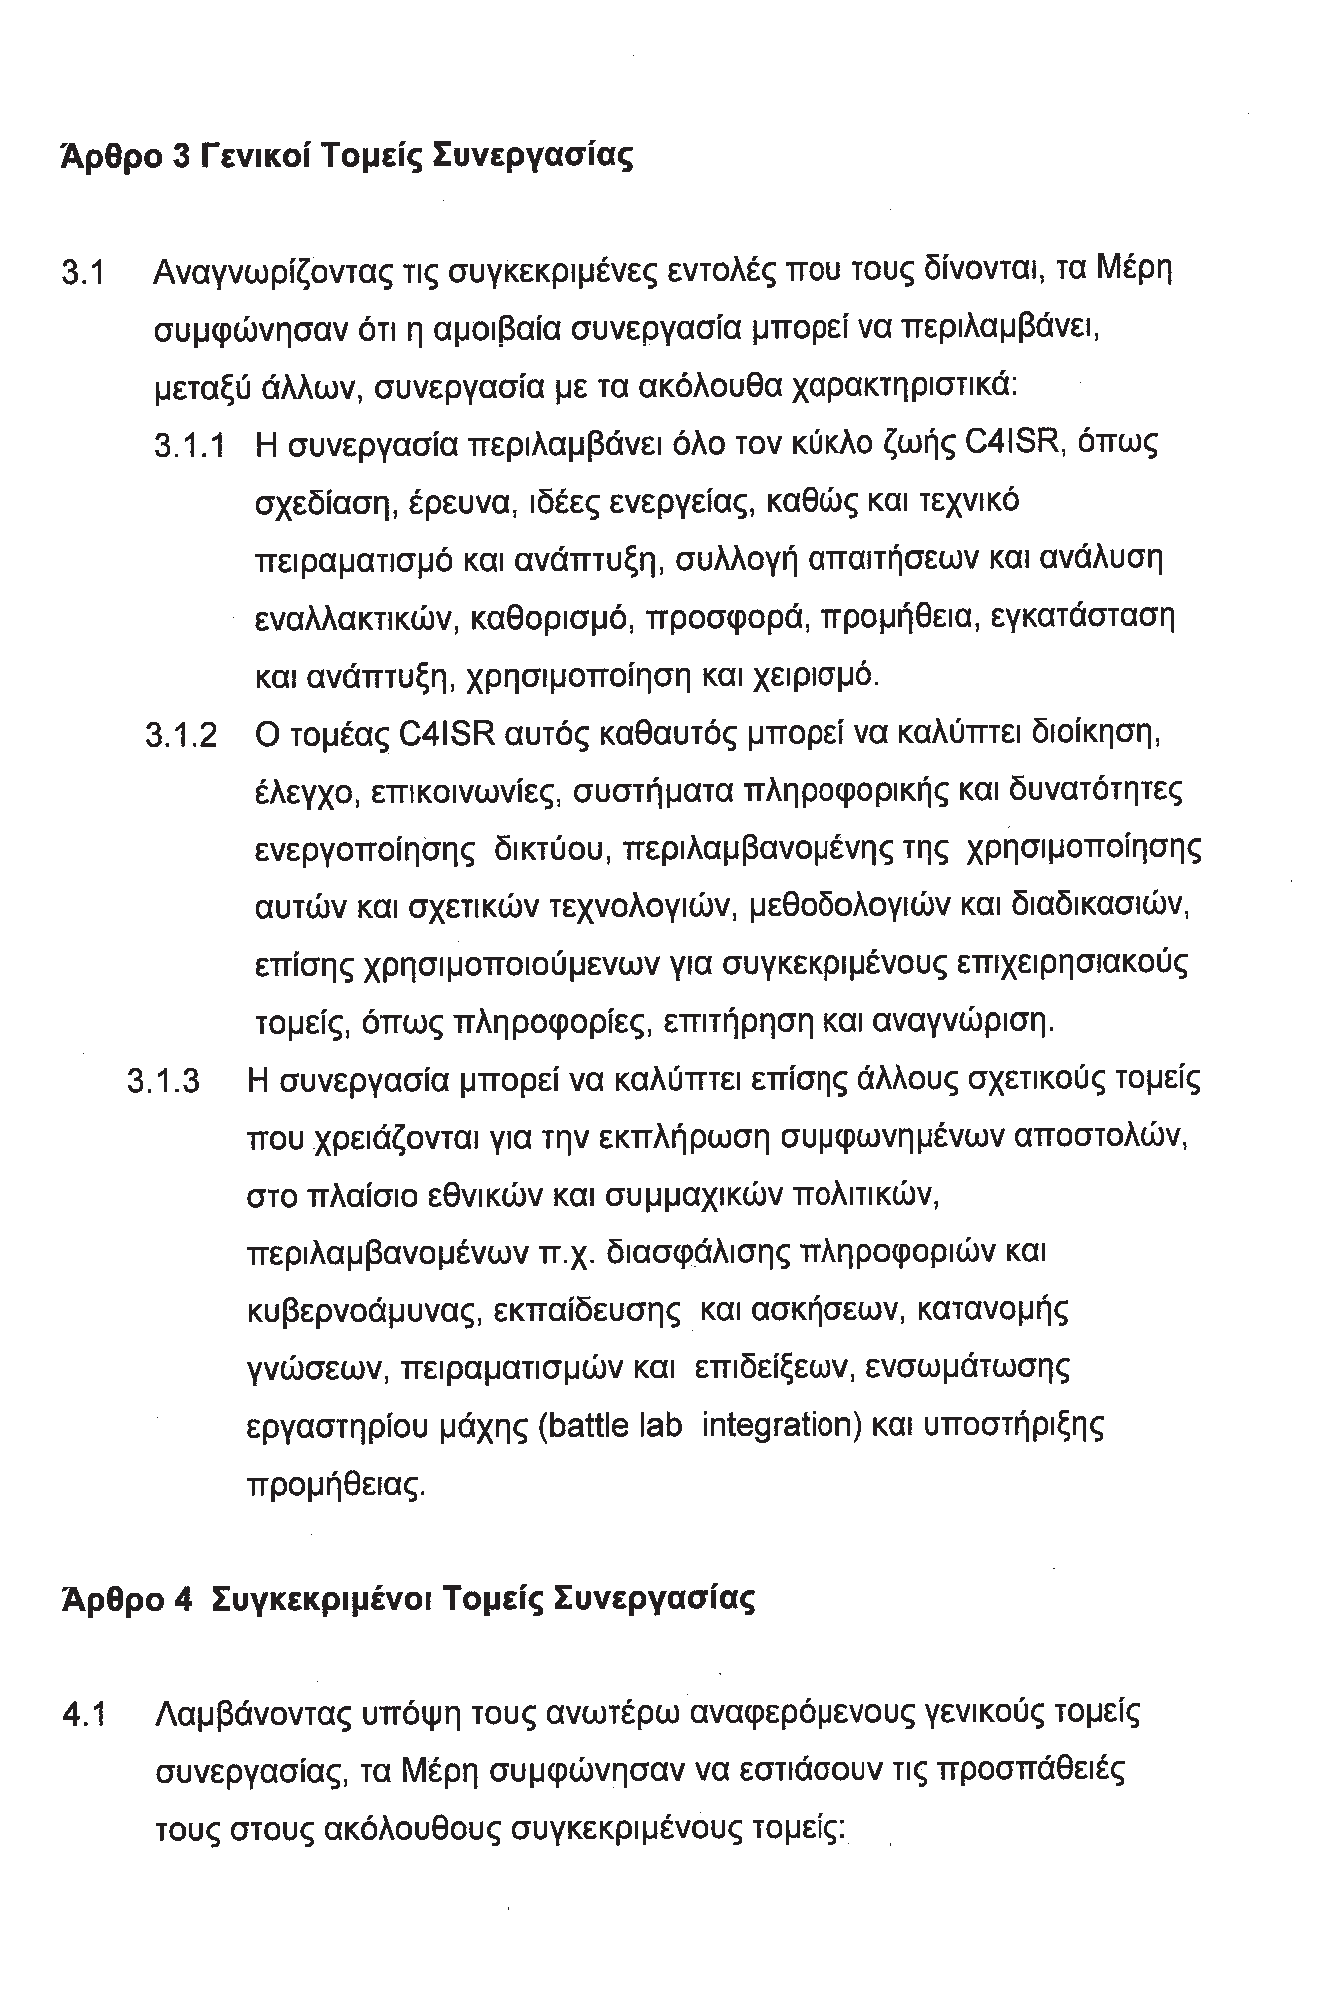 Άρθρο 3 Γενικοί Τομείς Συνεργασίας
3.1 Αναγνωρίζοντας τις συγκεκριμένες εντολές που τους δίνονται, τα Μέρη
συμφώνησαν ότι η αμοιβαία συνεργασία μπορεί να περιλαμβάνει,
μεταξύ άλλων, συνεργασία με τα ακόλουθα χαρακτηριστικά:
3.1.1 Η συνεργασία περιλαμβάνει όλο τον κύκλο ζωής C4ISR, όπως
σχεδίαση, έρευνα, ιδέες ενεργείας, καθώς και τεχνικό
πειραματισμό και ανάπτυξη, συλλογή απαιτήσεων και ανάλυση
εναλλακτικών, καθορισμό, προσφορά, προμήθεια, εγκατάσταση
και ανάπτυξη, χρησιμοποίηση και χειρισμό.
3.1.2 Ο τομέας C4ISR αυτός καθαυτός μπορεί να καλύπτει διοίκηση,
έλεγχο, επικοινωνίες, συστήματα πληροφορικής και δυνατότητες
ενεργοποίησης δικτύου, περιλαμβανομένης της χρησιμοποίησης
αυτών και σχετικών τεχνολογιών, μεθοδολογιών και διαδικασιών,
επίσης χρησιμοποιούμενων για συγκεκριμένους επιχειρησιακούς
τομείς, όπως πληροφορίες, επιτήρηση και αναγνώριση.
3.1.3 Η συνεργασία μπορεί να καλύπτει επίσης άλλους σχετικούς τομείς
που χρειάζονται για την εκπλήρωση συμφωνημένων αποστολών,
στο πλαίσιο εθνικών και συμμαχικών πολιτικών,
περιλαμβανομένων π.χ. διασφάλισης πληροφοριών και
κυβερνοάμυνας, εκπαίδευσης και ασκήσεων, κατανομής
γνώσεων, πειραματισμών και επιδείξεων, ενσωμάτωσης
εργαστηρίου μάχης (battle lab integration) και υποστήριξης
προμήθειας.
Άρθρο 4 Συγκεκριμένοι Τομείς Συνεργασίας
4.1 Λαμβάνοντας υπόψη τους ανωτέρω αναφερόμενους γενικούς τομείς
συνεργασίας, τα Μέρη συμφώνησαν να εστιάσουν τις προσπάθειές
τους στους ακόλουθους συγκεκριμένους τομείς: